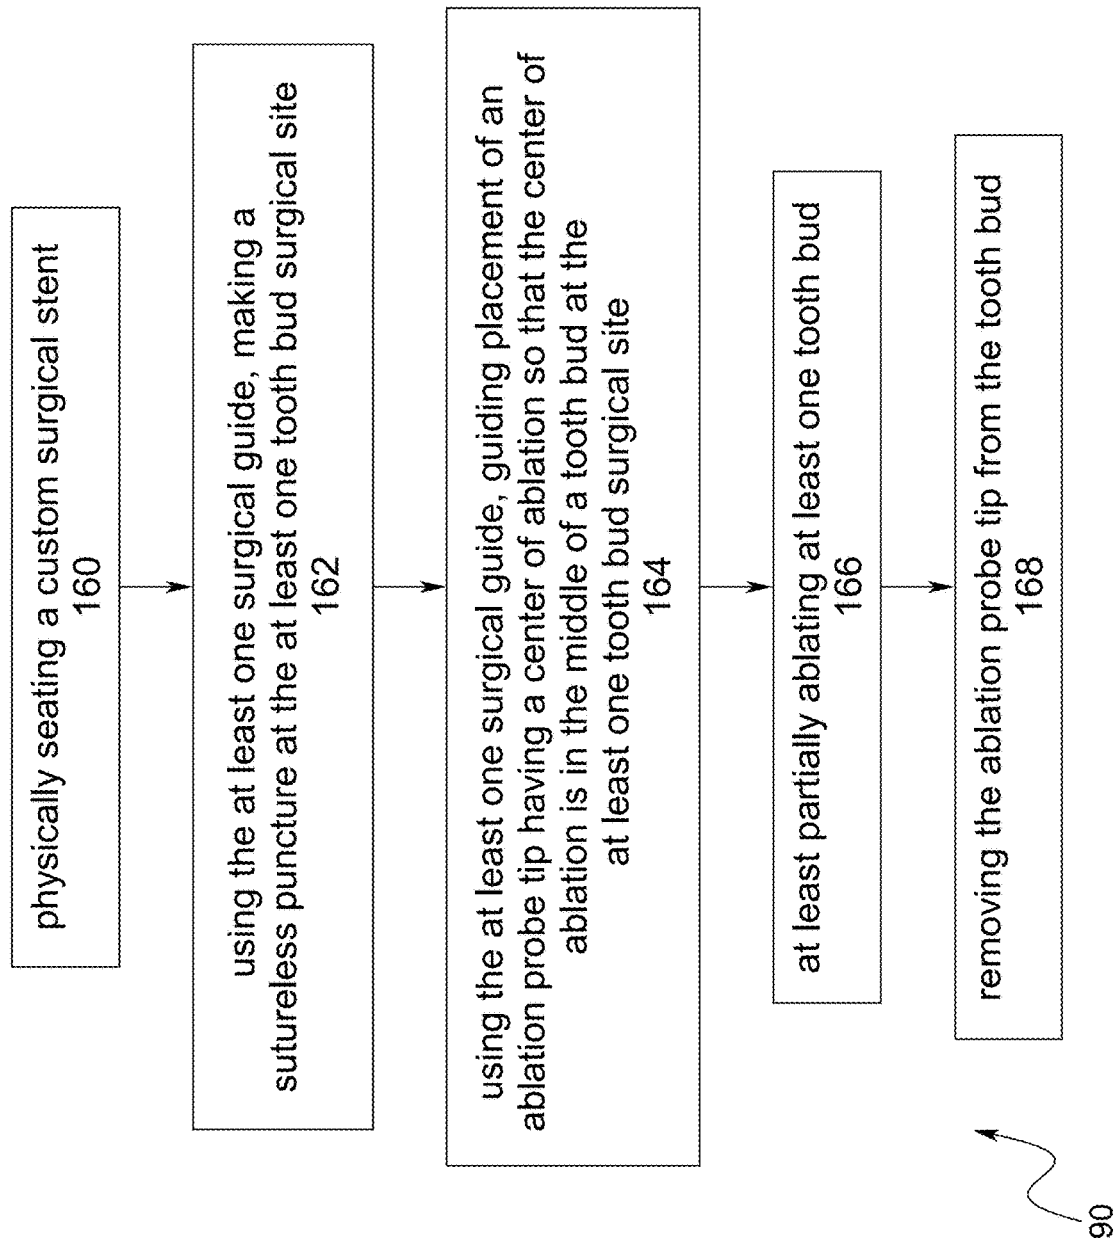 physically seating a custom surgical stent
160
using the at least one surgical guide, making a
sutureless puncture at the at least one tooth bud surgical site
162
using the at least one surgical guide, guiding placement of an
ablation probe tip having a center of ablation so that the center of
ablation is in the middle of a tooth bud at the
at least one tooth bud surgical site
164
at least partially ablating at least one tooth bud
166
removing the ablation probe tip from the tooth bud
168
90